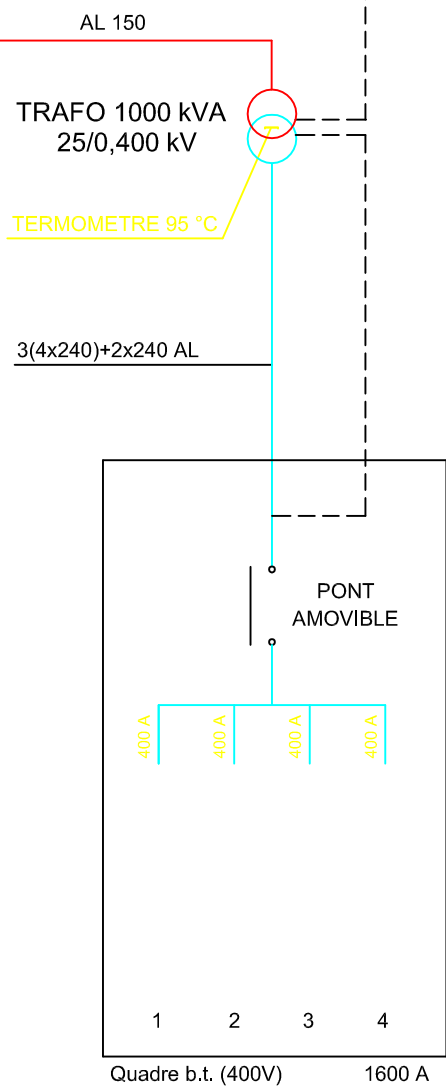 AL 150
TRAFO 1000 kVA
25/0,400 kV
TERMOMETRE 95 °C
3(4x240)+2x240 AL
PONT
AMOVIBLE
400 A
400 A
400 A
400 A
1 2 3 4
Quadre b.t. (400V) 1600 A